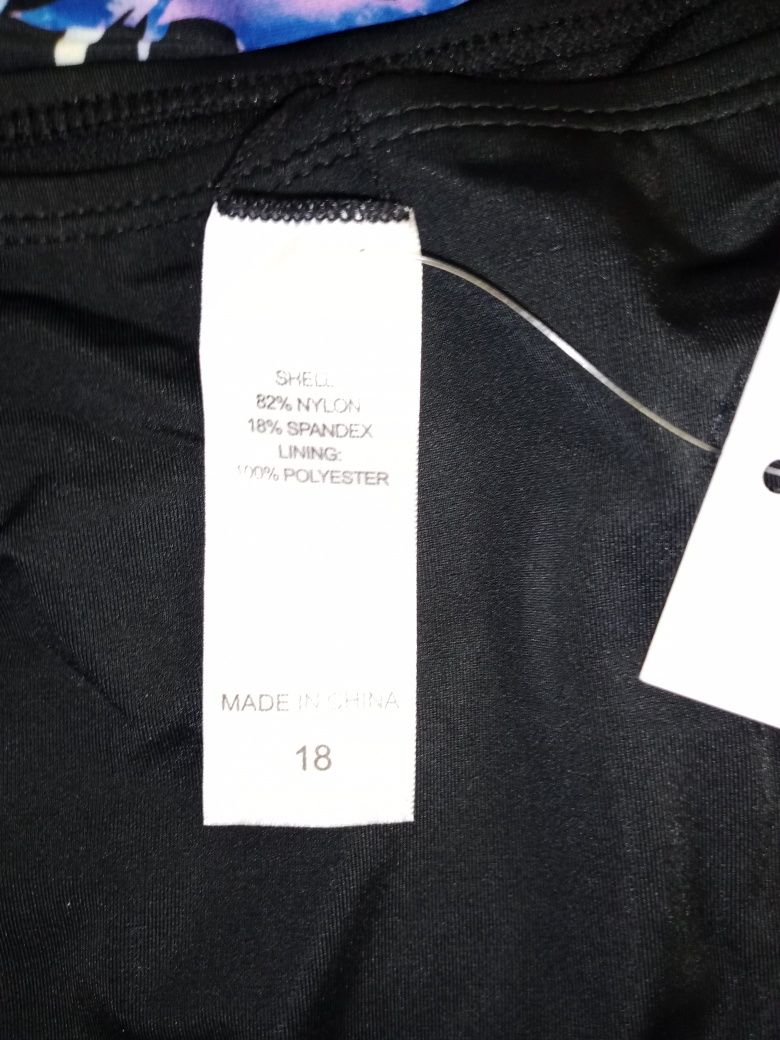 SHELL:
82% NYLON
18% SPANDEX
LINING:
100% POLYESTER
MADE IN CHINA
18